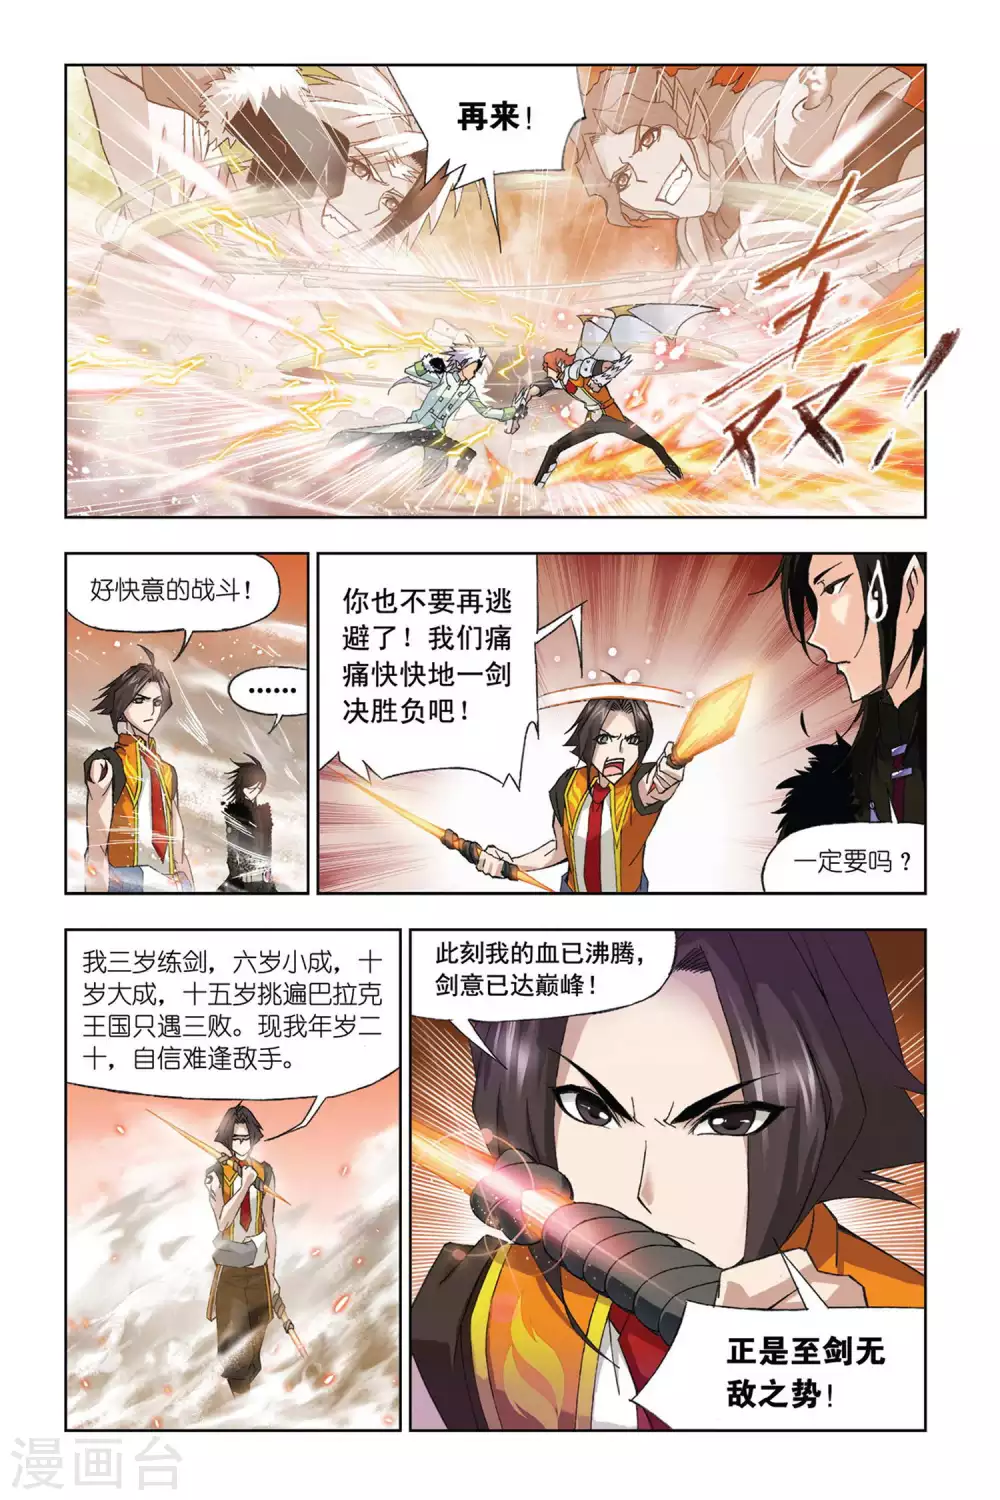 再来！
轰！
好快意的战斗！
……
你也不要再逃
避了！我们痛
痛快快地一剑
决胜负吧！
一定要吗？
我三岁练剑，六岁小成，十
岁大成，十五岁挑遍巴拉克
王国只遇三败。现我年岁二
十，自信难逢敌手。
此刻我的血已沸腾，
剑意已达巅峰！
正是至剑无
敌之势！
漫画台